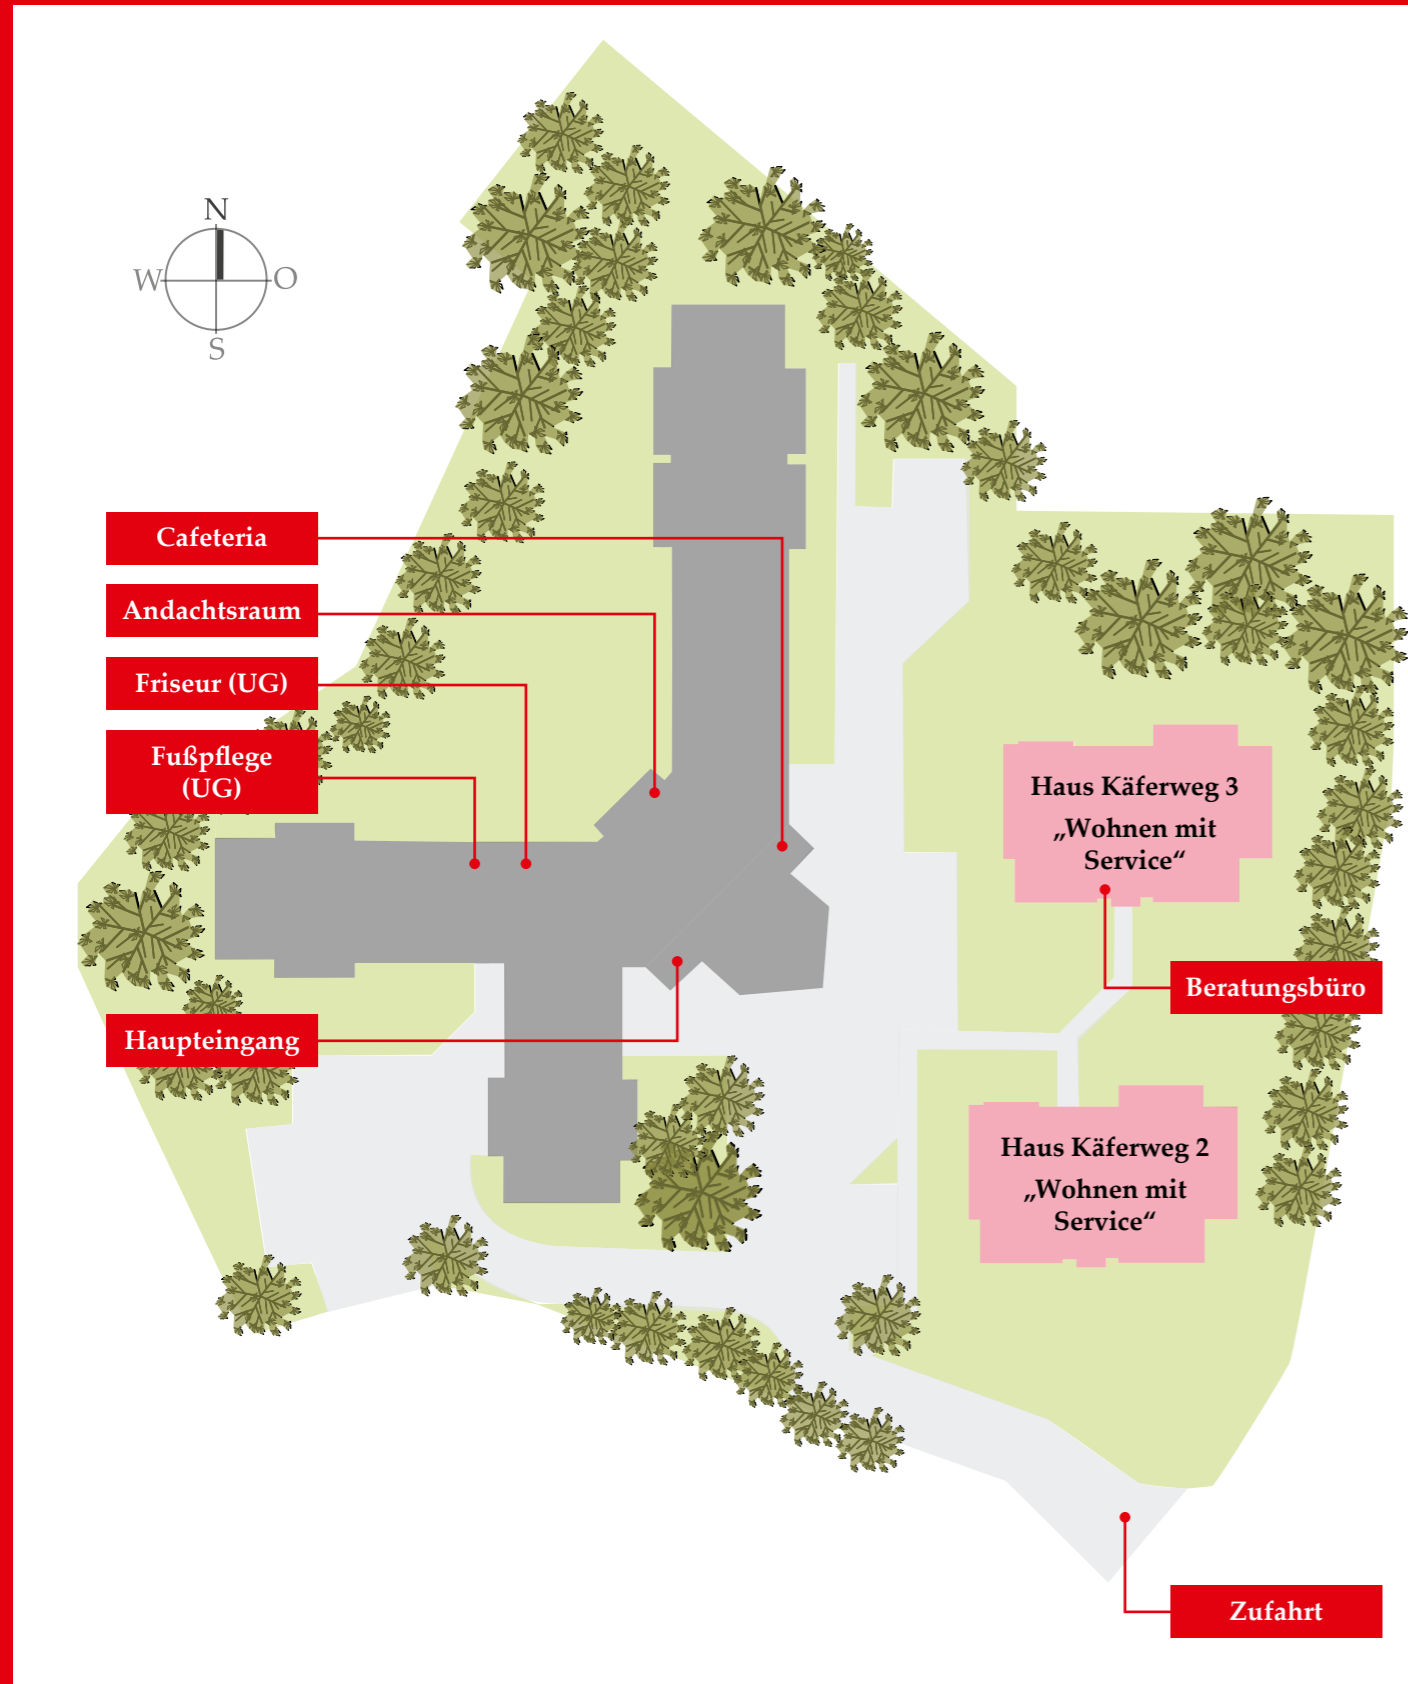 N
W
O
S
Cafeteria
Andachtsraum
Friseur (UG)
Fußpflege
(UG)
Haus Käferweg 3
„Wohnen mit
Service“
Beratungsbüro
Haupteingang
Haus Käferweg 2
„Wohnen mit
Service“
Zufahrt